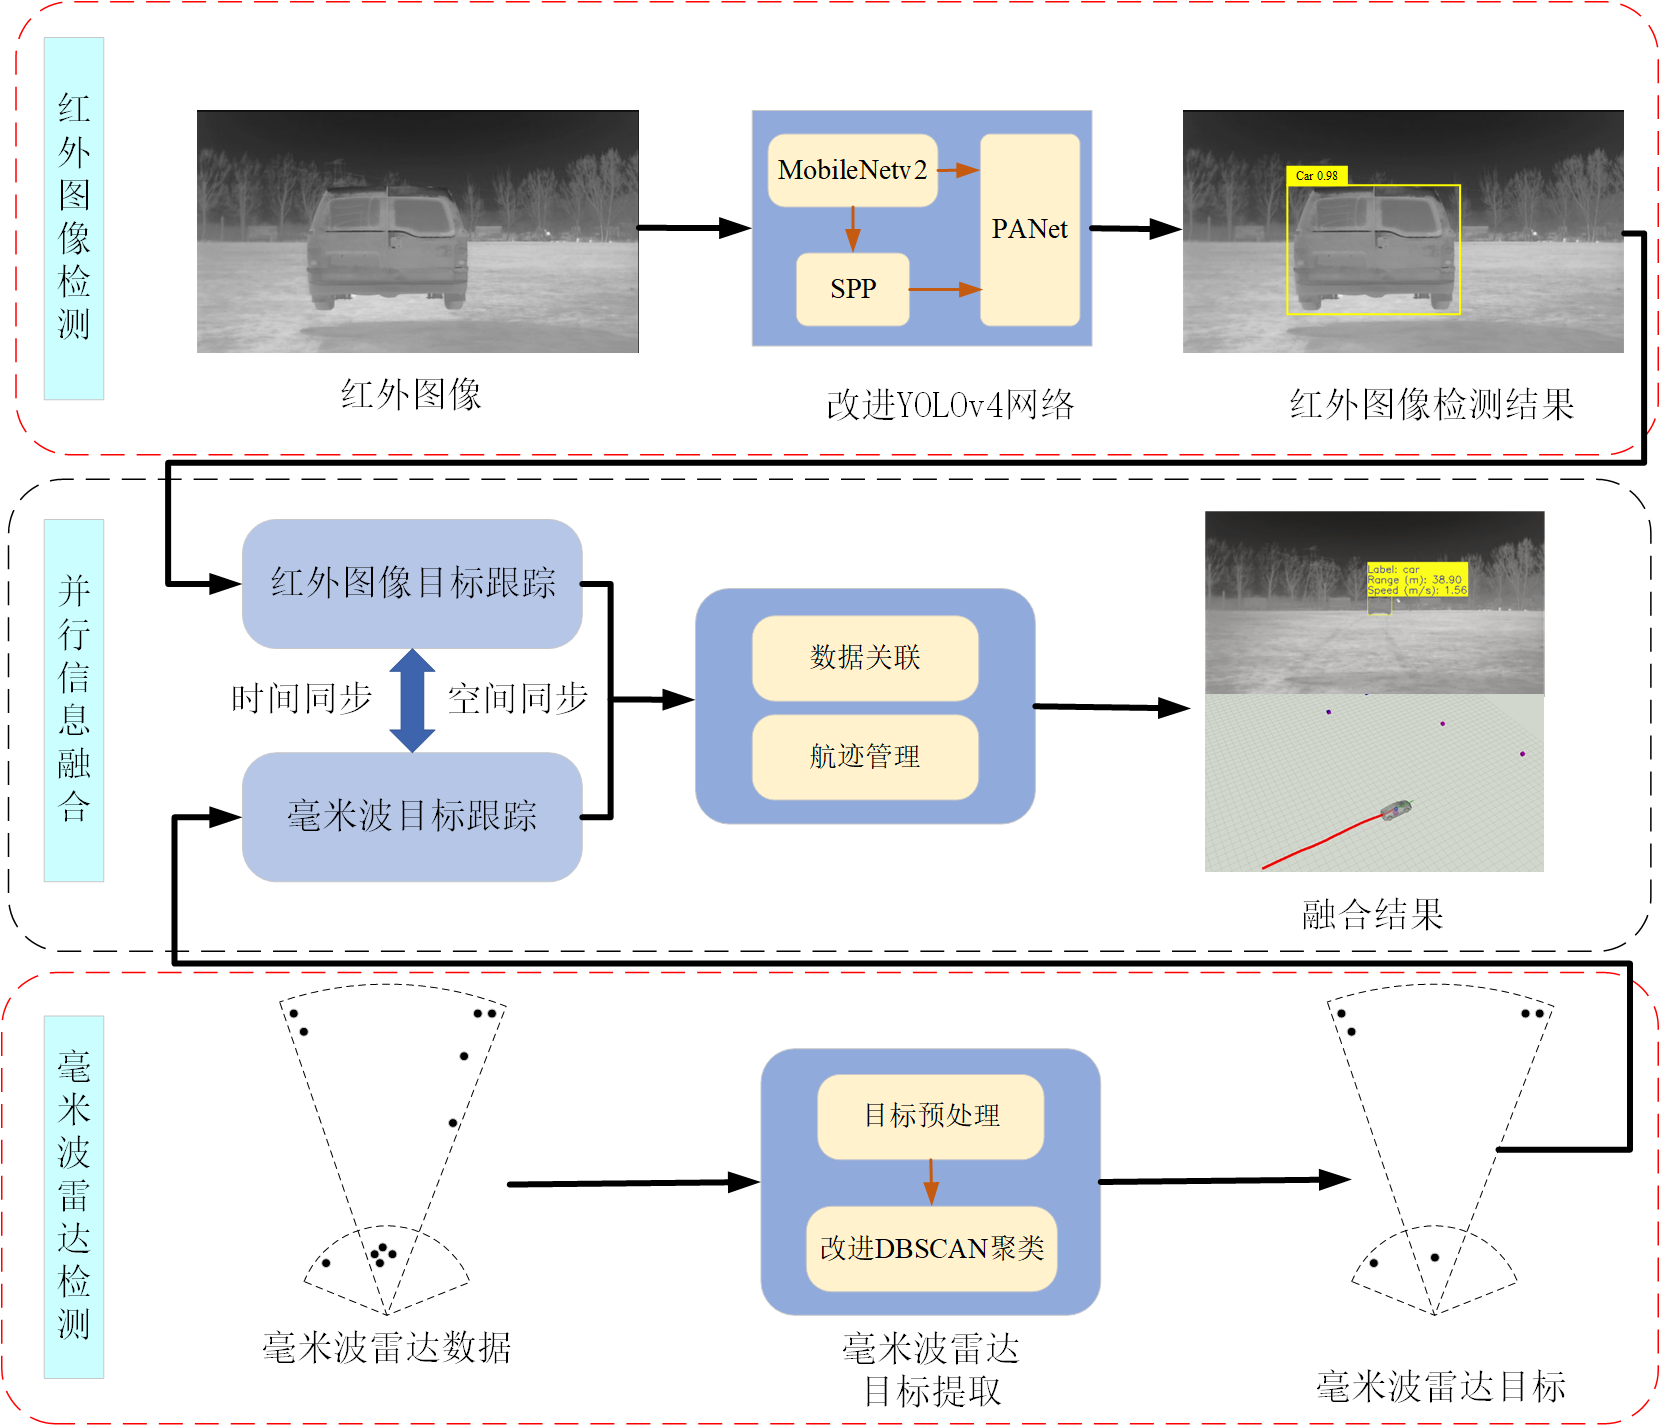 红外图像检测
MobileNetv2
SPP
PANet
Car 0.98
红外图像
改进YOLOv4网络
红外图像检测结果
并行信息融合
红外图像目标跟踪
时间同步
空间同步
毫米波目标跟踪
数据关联
航迹管理
Label: car
Range (m): 38.90
Speed (m/s): 1.56
融合结果
毫米波雷达检测
目标预处理
改进DBSCAN聚类
毫米波雷达数据
毫米波雷达
目标提取
毫米波雷达目标